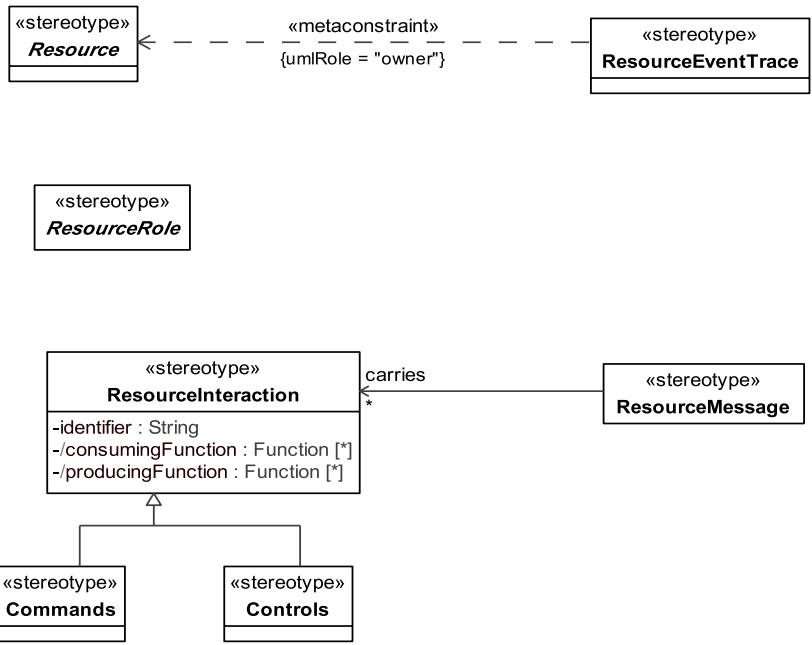 «stereotype»
Resource
«metaconstraint»
{umlRole = "owner"}
«stereotype»
ResourceEventTrace
«stereotype»
ResourceRole
«stereotype»
ResourceInteraction
-identifier : String
-/consumingFunction : Function [*]
-/producingFunction : Function [*]
carries
*
«stereotype»
ResourceMessage
«stereotype»
Commands
«stereotype»
Controls